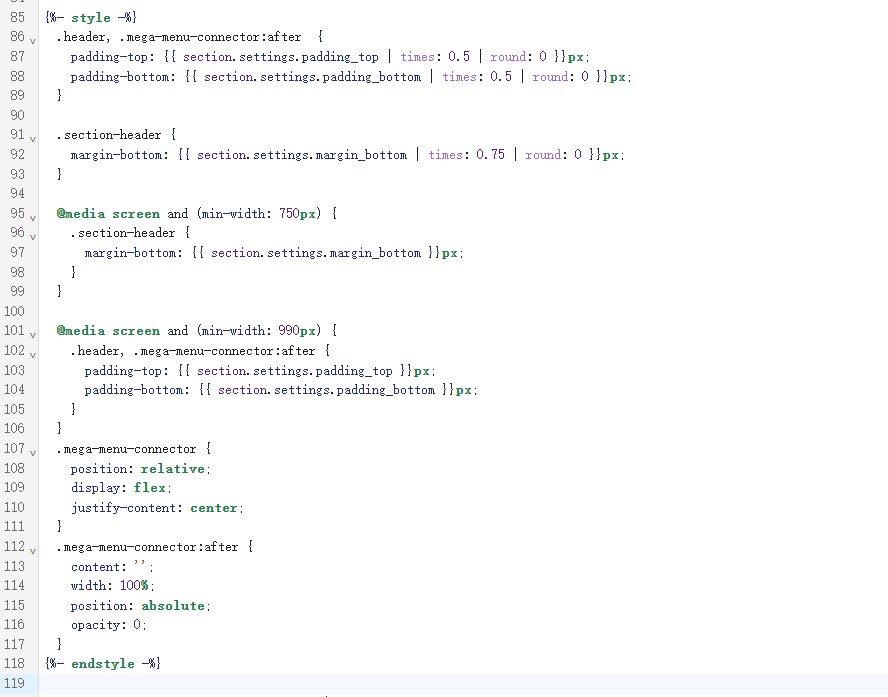 85 {%- style -%}
86 .header, .mega-menu-connector:after {
87 padding-top: {{ section.settings.padding_top | times: 0.5 | round: 0 }}px;
88 padding-bottom: {{ section.settings.padding_bottom | times: 0.5 | round: 0 }}px;
89 }
90
91 .section-header {
92 margin-bottom: {{ section.settings.margin_bottom | times: 0.75 | round: 0 }}px;
93 }
94
95 @media screen and (min-width: 750px) {
96 .section-header {
97 margin-bottom: {{ section.settings.margin_bottom }}px;
98 }
99 }
100
101 @media screen and (min-width: 990px) {
102 .header, .mega-menu-connector:after {
103 padding-top: {{ section.settings.padding_top }}px;
104 padding-bottom: {{ section.settings.padding_bottom }}px;
105 }
106 }
107 .mega-menu-connector {
108 position: relative;
109 display: flex;
110 justify-content: center;
111 }
112 .mega-menu-connector:after {
113 content: '';
114 width: 100%;
115 position: absolute;
116 opacity: 0;
117 }
118 {%- endstyle -%}
119